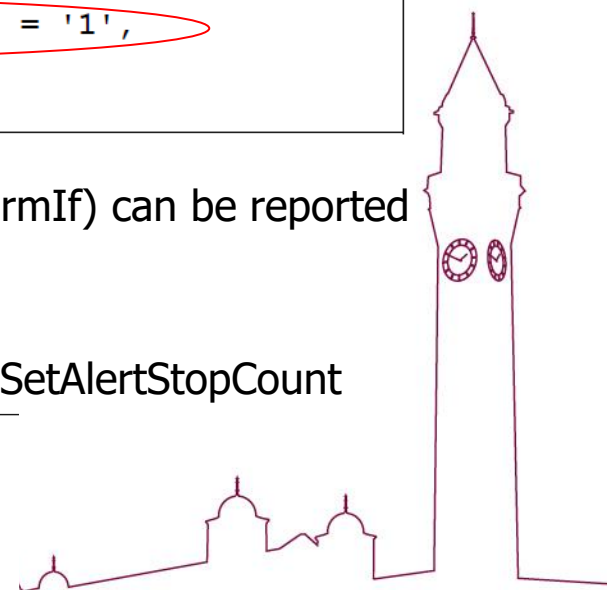 = '1',
rmIf) can be reported
SetAlertStopCount